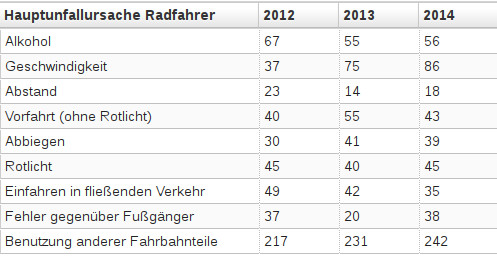 Hauptunfallursache Radfahrer 2012 2013 2014
Alkohol 67 55 56
Geschwindigkeit 37 75 86
Abstand 23 14 18
Vorfahrt (ohne Rotlicht) 40 55 43
Abbiegen 30 41 39
Rotlicht 45 40 45
Einfahren in fließenden Verkehr 49 42 35
Fehler gegenüber Fußgänger 37 20 38
Benutzung anderer Fahrbahnteile 217 231 242